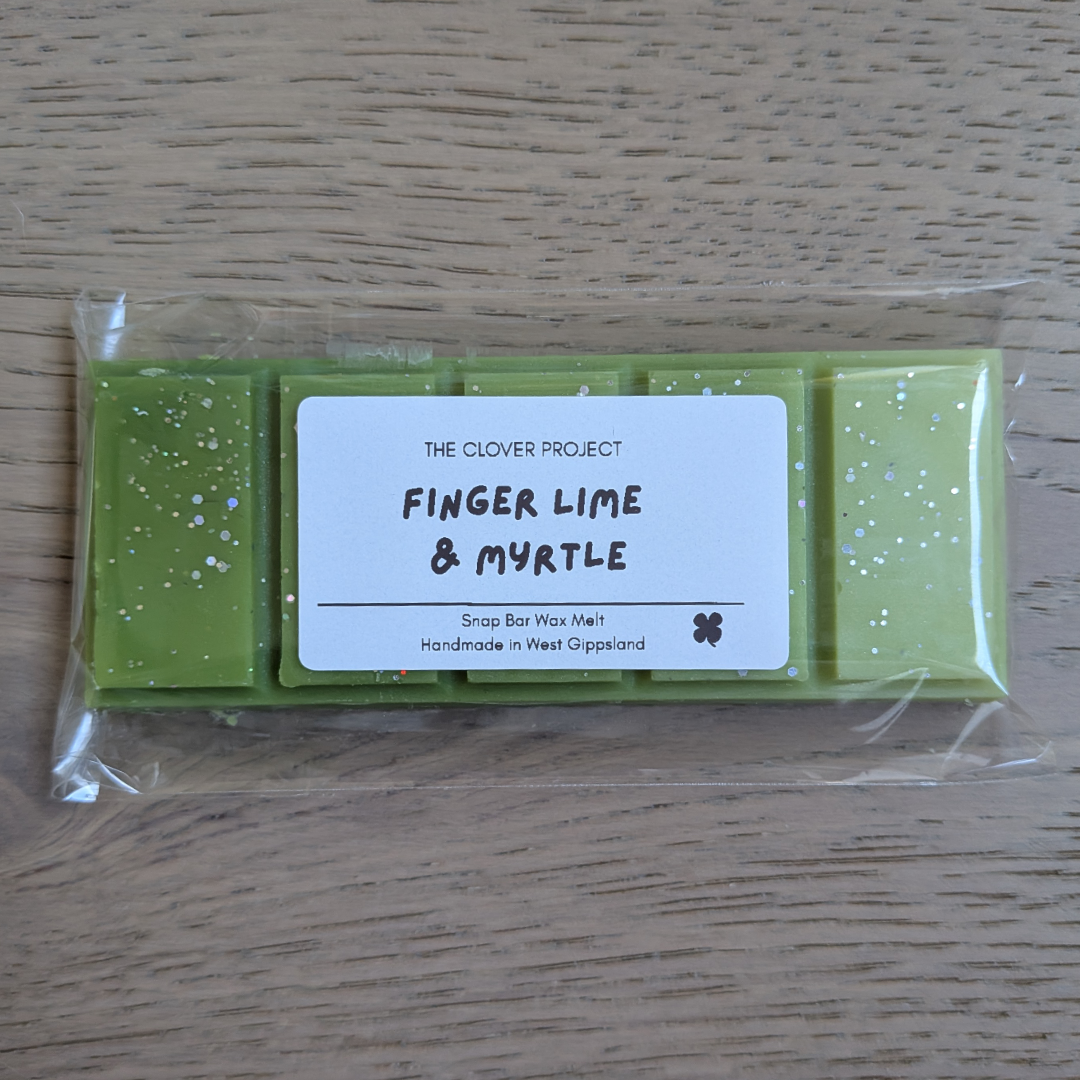 THE CLOVER PROJECT
FINGER LIME
& MYRTLE
Snap Bar Wax Melt
Handmade in West Gippsland